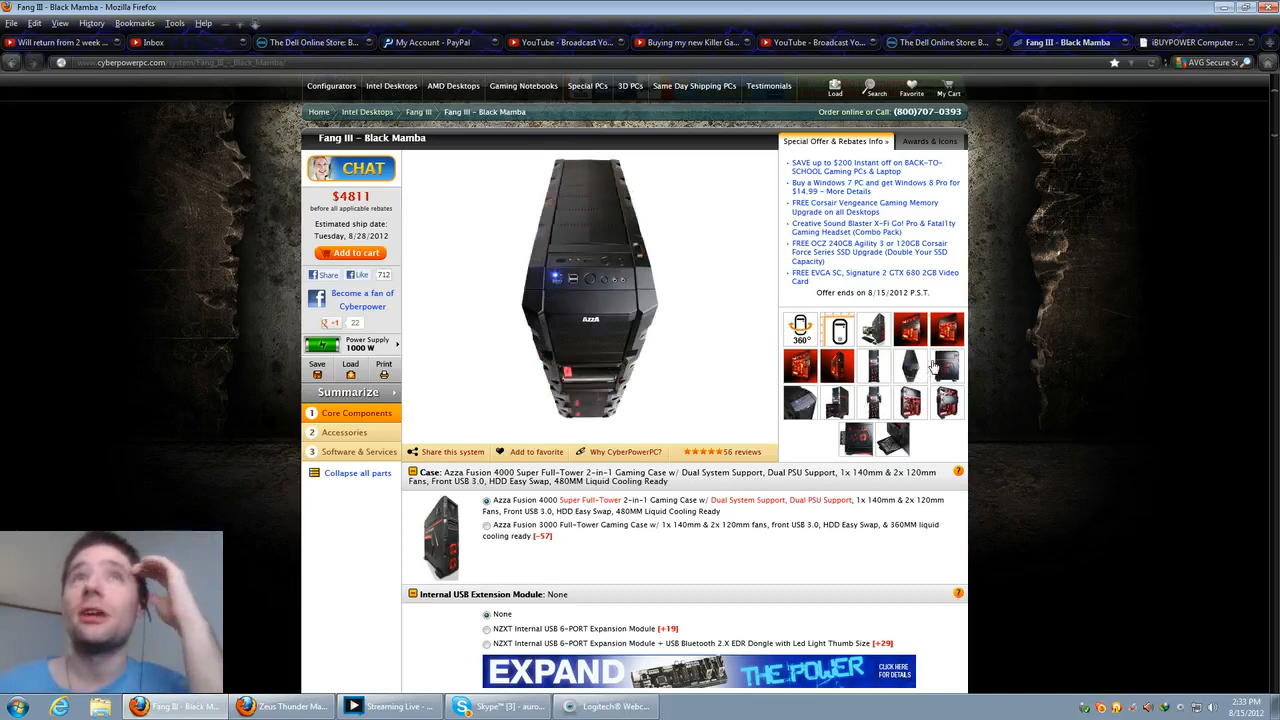 Fang III - Black Mamba - Mozilla Firefox
File Edit View History Bookmarks Tools Help
Will return from 2 week ... Inbox The Dell Online Store: B... My Account - PayPal YouTube - Broadcast Yo... Buying my new Killer Ga... YouTube - Broadcast Yo... The Dell Online Store: B... Fang III - Black Mamba iBUYPOWER Computer : ...
www.cyberpowerpc.com/system/Fang_III_-_Black_Mamba/ AVG Secure Se
Configurators Intel Desktops AMD Desktops Gaming Notebooks Special PCs 3D PCs Same Day Shipping PCs Testimonials Load Search Favorite My Cart
Home Intel Desktops Fang III Fang III – Black Mamba Order online or Call: (800)707-0393
Fang III – Black Mamba
Special Offer & Rebates Info » Awards & Icons
CHAT
$4811
before all applicable rebates
Estimated ship date:
Tuesday, 8/28/2012
Add to cart
Share Like 712
Become a fan of
Cyberpower
+1 22
Power Supply
1000 W
Save Load Print
Summarize
1 Core Components
2 Accessories
3 Software & Services
Collapse all parts
AZZA
SAVE up to $200 Instant off on BACK-TO-
SCHOOL Gaming PCs & Laptop
Buy a Windows 7 PC and get Windows 8 Pro for
$14.99 – More Details
FREE Corsair Vengeance Gaming Memory
Upgrade on all Desktops
Creative Sound Blaster X-Fi Go! Pro & Fatal1ty
Gaming Headset (Combo Pack)
FREE OCZ 240GB Agility 3 or 120GB Corsair
Force Series SSD Upgrade (Double Your SSD
Capacity)
FREE EVGA SC, Signature 2 GTX 680 2GB Video
Card
Offer ends on 8/15/2012 P.S.T.
360°
Share this system Add to favorite Why CyberPowerPC? 56 reviews
Case: Azza Fusion 4000 Super Full-Tower 2-in-1 Gaming Case w/ Dual System Support, Dual PSU Support, 1x 140mm & 2x 120mm
Fans, Front USB 3.0, HDD Easy Swap, 480MM Liquid Cooling Ready
?
Azza Fusion 4000 Super Full-Tower 2-in-1 Gaming Case w/ Dual System Support, Dual PSU Support, 1x 140mm & 2x 120mm
Fans, Front USB 3.0, HDD Easy Swap, 480MM Liquid Cooling Ready
Azza Fusion 3000 Full-Tower Gaming Case w/ 1x 140mm & 2x 120mm fans, front USB 3.0, HDD Easy Swap, & 360MM liquid
cooling ready [-57]
Internal USB Extension Module: None
?
None
NZXT Internal USB 6-PORT Expansion Module [+19]
NZXT Internal USB 6-PORT Expansion Module + USB Bluetooth 2.X EDR Dongle with Led Light Thumb Size [+29]
EXPAND THE POWER CLICK HERE
FOR DETAILS
Fang III - Black M... Zeus Thunder Ma... Streaming Live - ... Skype™ [3] - auro... Logitech® Webc...
2:33 PM
8/15/2012